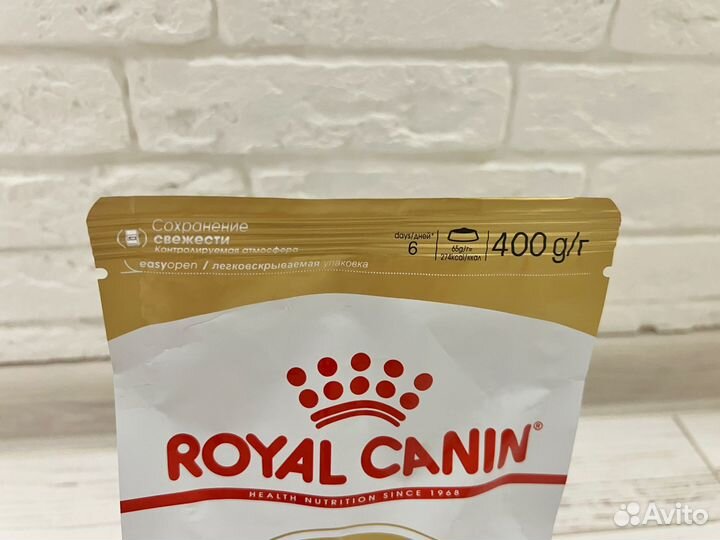 Сохранение
свежести
Контролируемая атмосфера
easyopen / легковскрываемая упаковка
days/дней*
6
65g/г=
274kcal/ккал
400 g/г
ROYAL CANIN®
HEALTH NUTRITION SINCE 1968
Avito